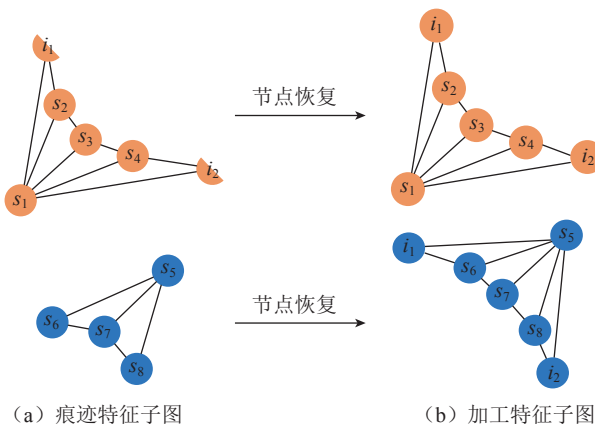 i₁
i₁
s₂
s₂
节点恢复
s₃
s₃
s₄
s₄
i₂
i₂
s₁
s₁
s₅
i₁
s₆
s₅
s₇
节点恢复
s₆
s₇
s₈
s₈
i₂
（a）痕迹特征子图
（b）加工特征子图